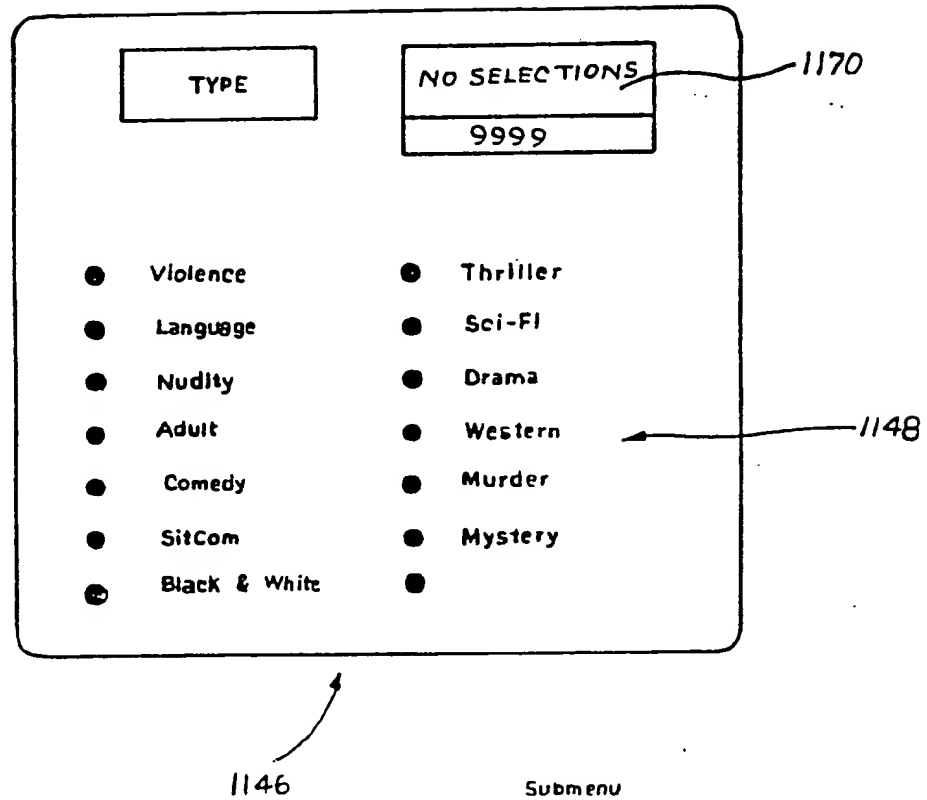 TYPE
NO SELECTIONS
1170
9999
Violence
Thriller
Language
Sci-Fi
Nudity
Drama
Adult
Western
1148
Comedy
Murder
SitCom
Mystery
Black & White
1146
Submenu